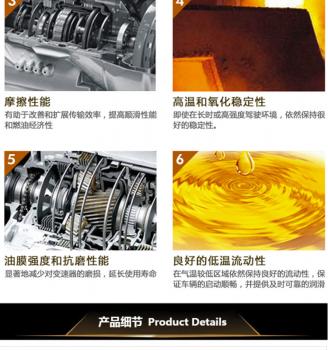 3
4
摩擦性能
有助于改善和扩展传输效率，提高顺滑性能
和燃油经济性
高温和氧化稳定性
即使在长时或高强度驾驶环境，依然保持很
好的稳定性。
5
6
油膜强度和抗磨性能
显著地减少对变速器的磨损，延长使用寿命
良好的低温流动性
在气温较低区域依然保持良好的流动性，保
证车辆的启动顺畅，并提供及时可靠的润滑
产品细节 Product Details